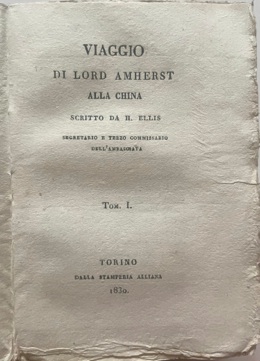 VIAGGIO
DI LORD AMHERST
ALLA CHINA
SCRITTO DA H. ELLIS
SEGRETARIO E TERZO COMMISSARIO
DELL'AMBASCIATA
TOM. I.
TORINO
DALLA STAMPERIA ALLIANA
1830.